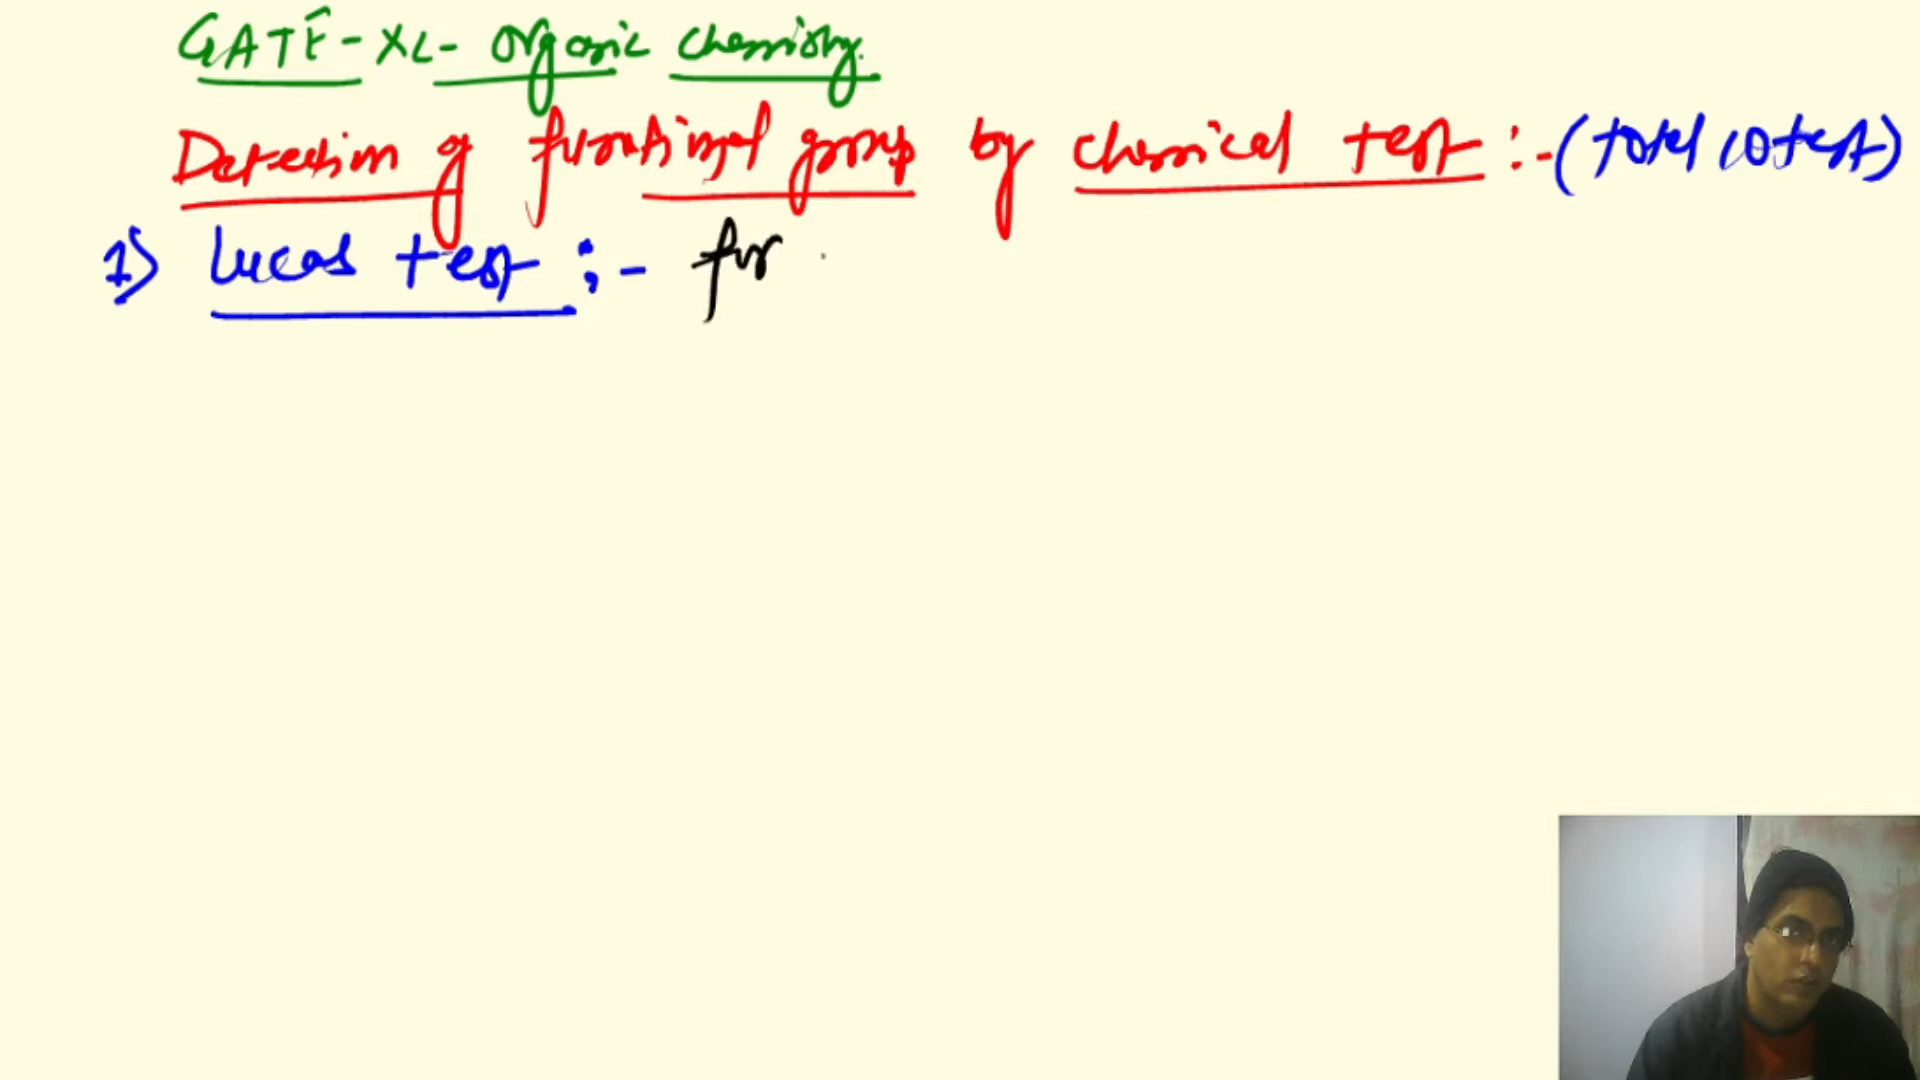 GATE - XL - Organic chemistry.
Detection of functional group by chemical test :- (total 10 test)
1) Lucas test :- for